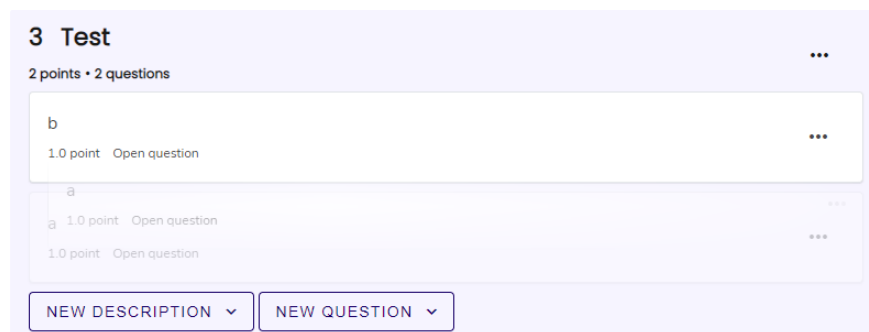 3 Test
2 points • 2 questions
b
1.0 point Open question
a
1.0 point Open question
a
1.0 point Open question
NEW DESCRIPTION
NEW QUESTION